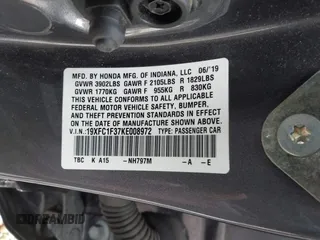 MFD. BY HONDA MFG. OF INDIANA, LLC 06/19
GVWR 3902LBS GAWR F 2105LBS R 1829LBS
GVWR 1770KG GAWR F 955KG R 830KG
THIS VEHICLE CONFORMS TO ALL APPLICABLE
FEDERAL MOTOR VEHICLE SAFETY, BUMPER,
AND THEFT PREVENTION STANDARDS IN EFFECT
ON THE DATE OF MANUFACTURE SHOWN ABOVE.
V.I.N: 19XFC1F37KE008972 TYPE: PASSENGER CAR
TBC K A15 -NH797M -A -E
IDRAMBID